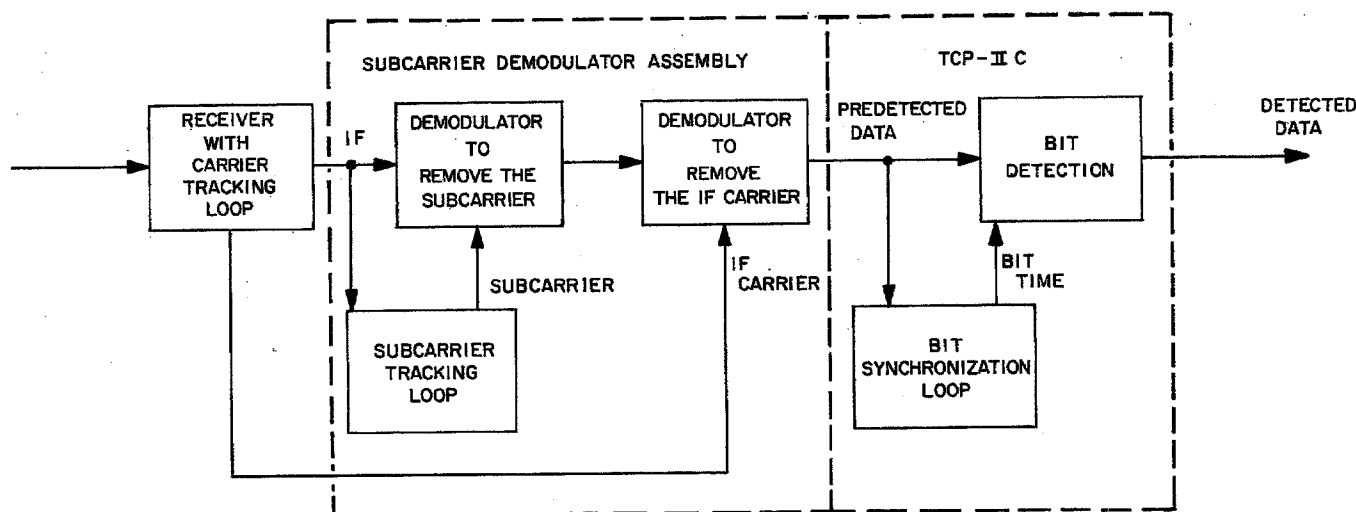 SUBCARRIER DEMODULATOR ASSEMBLY
TCP-II C
RECEIVER
WITH
CARRIER
TRACKING
LOOP
IF
DEMODULATOR
TO
REMOVE THE
SUBCARRIER
DEMODULATOR
TO
REMOVE
THE IF CARRIER
PREDETECTED
DATA
BIT
DETECTION
DETECTED
DATA
SUBCARRIER
IF
CARRIER
BIT
TIME
SUBCARRIER
TRACKING
LOOP
BIT
SYNCHRONIZATION
LOOP